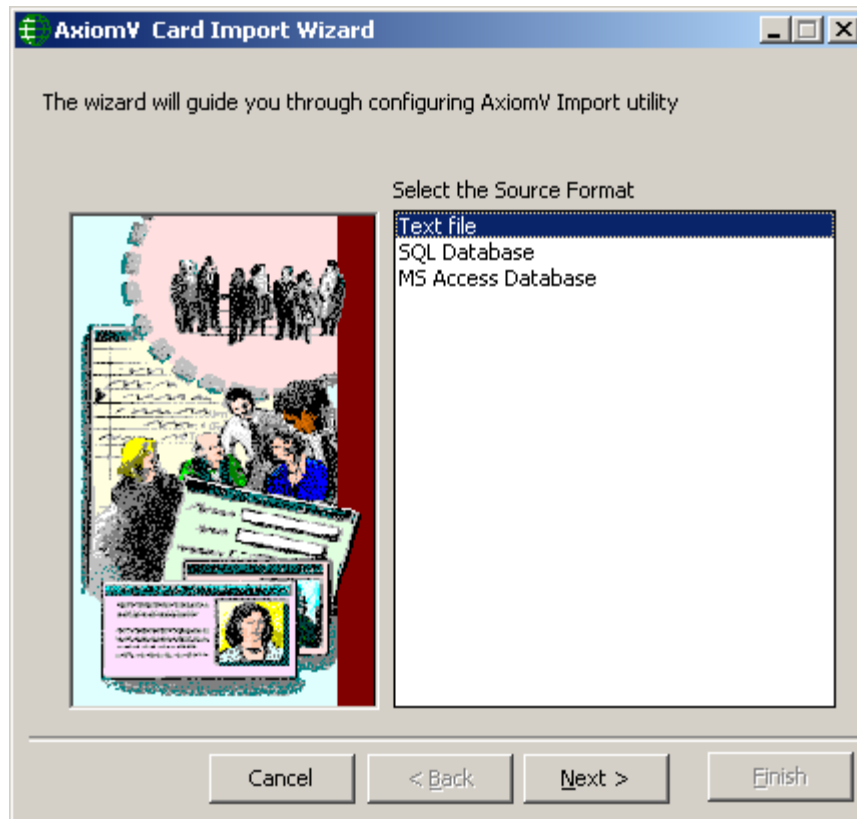 AxiomV Card Import Wizard
The wizard will guide you through configuring AxiomV Import utility
Select the Source Format
Text file
SQL Database
MS Access Database
Cancel
< Back
Next >
Finish